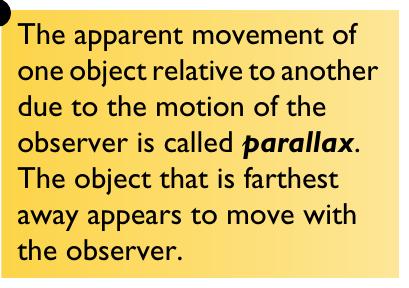 The apparent movement of
one object relative to another
due to the motion of the
observer is called parallax.
The object that is farthest
away appears to move with
the observer.